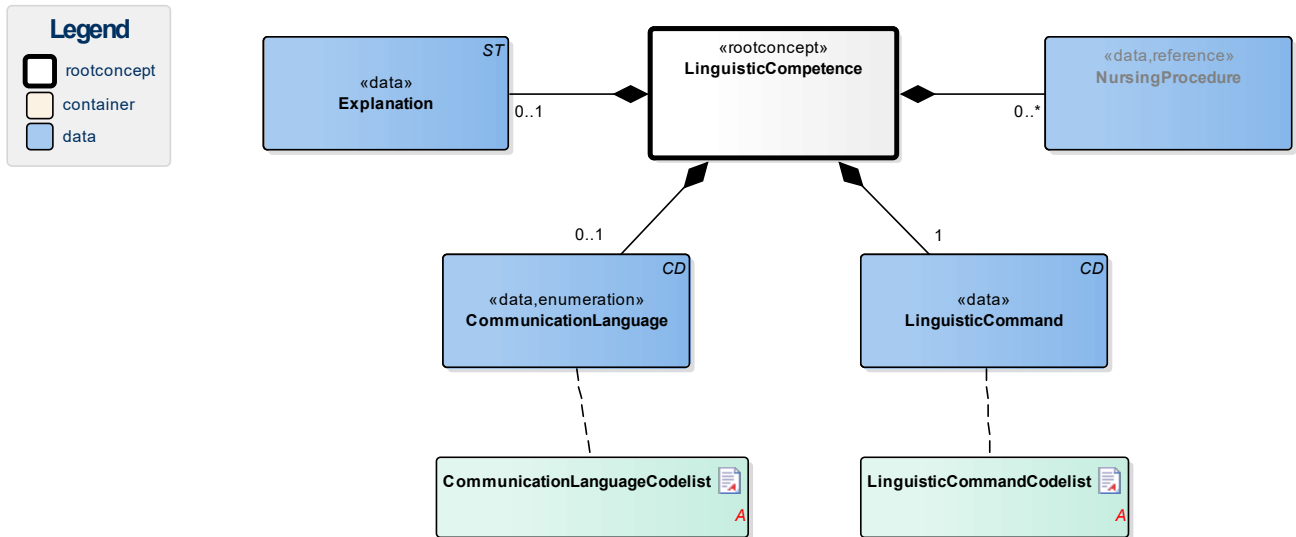 Legend
rootconcept
container
data
ST
«data»
Explanation
0..1
«rootconcept»
LinguisticCompetence
«data,reference»
NursingProcedure
0..*
0..1
1
CD
«data,enumeration»
CommunicationLanguage
CD
«data»
LinguisticCommand
CommunicationLanguageCodelist
A
LinguisticCommandCodelist
A